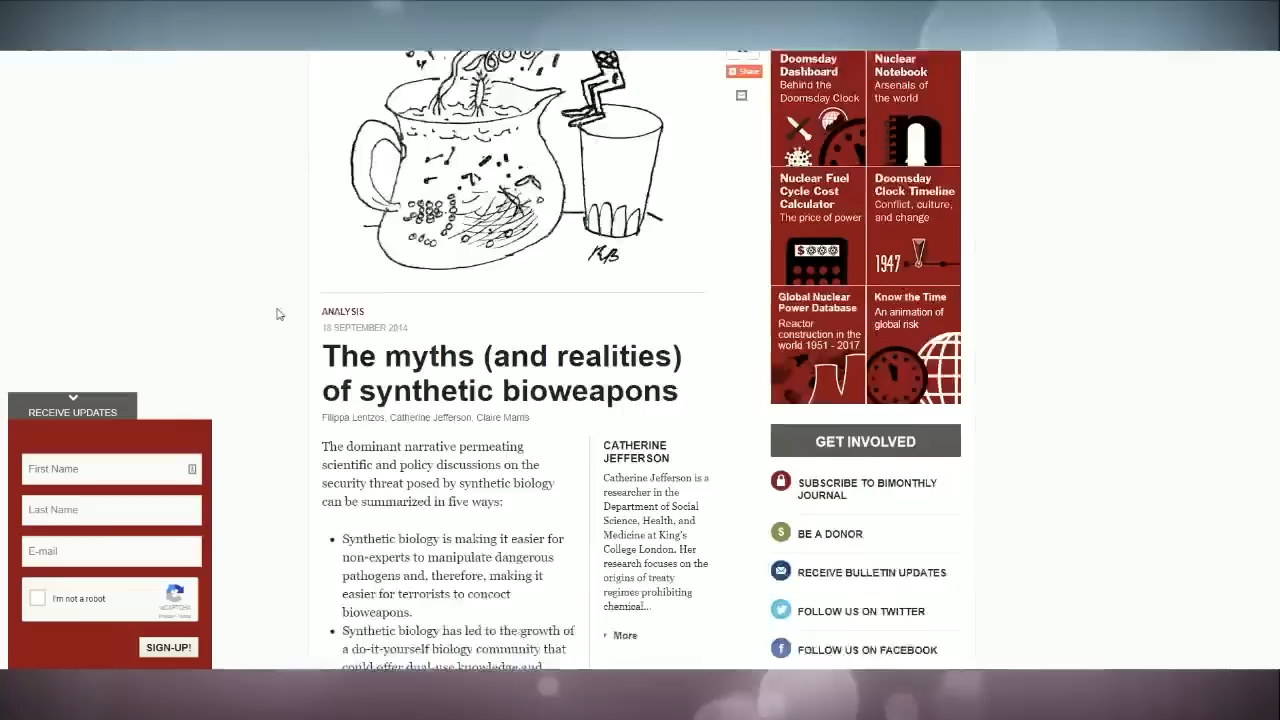 Share
RB
ANALYSIS
18 SEPTEMBER 2014
The myths (and realities)
of synthetic bioweapons
Filippa Lentzos, Catherine Jefferson, Claire Marris
The dominant narrative permeating
scientific and policy discussions on the
security threat posed by synthetic biology
can be summarized in five ways:
• Synthetic biology is making it easier for
non-experts to manipulate dangerous
pathogens and, therefore, making it
easier for terrorists to concoct
bioweapons.
• Synthetic biology has led to the growth of
a do-it-yourself biology community that
could offer dual-use knowledge and
CATHERINE
JEFFERSON
Catherine Jefferson is a
researcher in the
Department of Social
Science, Health, and
Medicine at King's
College London. Her
research focuses on the
origins of treaty
regimes prohibiting
chemical...
More
Doomsday
Dashboard
Behind the
Doomsday Clock
Nuclear
Notebook
Arsenals of
the world
Nuclear Fuel
Cycle Cost
Calculator
The price of power
$
Doomsday
Clock Timeline
Conflict, culture,
and change
1947
Global Nuclear
Power Database
Reactor
construction in the
world 1951 - 2017
Know the Time
An animation of
global risk
GET INVOLVED
SUBSCRIBE TO BIMONTHLY
JOURNAL
$ BE A DONOR
RECEIVE BULLETIN UPDATES
FOLLOW US ON TWITTER
f FOLLOW US ON FACEBOOK
RECEIVE UPDATES
First Name
Last Name
E-mail
I'm not a robot
reCAPTCHA
SIGN-UP!